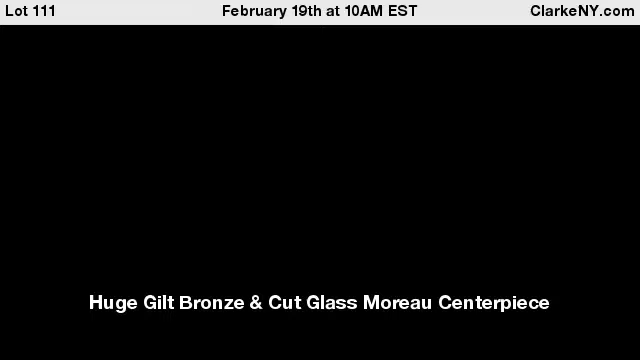 Lot 111 February 19th at 10AM EST ClarkeNY.com
Huge Gilt Bronze & Cut Glass Moreau Centerpiece